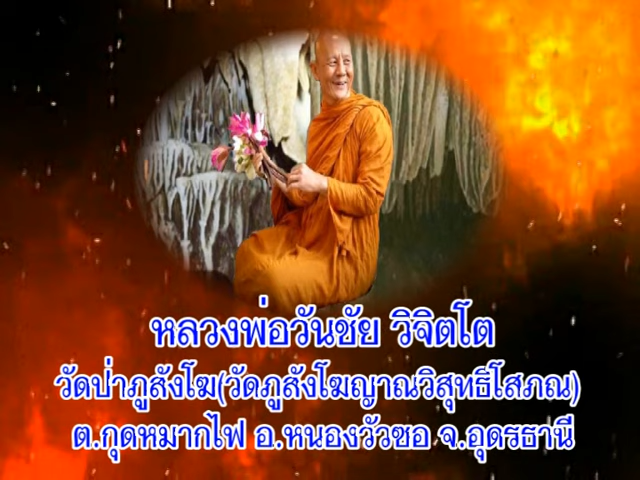 หลวงพ่อวันชัย วิจิตโต
วัดป่าภูสังโฆ(วัดภูสังโฆญาณวิสุทธิโสภณ)
ต.กุดหมากไฟ อ.หนองวัวซอ จ.อุดรธานี